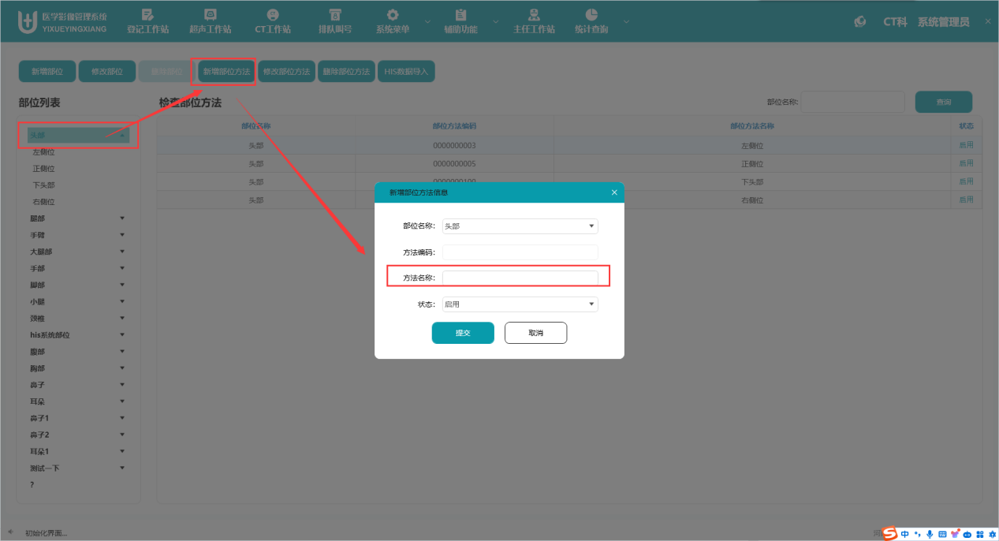 医学影像管理系统
YIXUEYINGXIANG
登记工作站
超声工作站
CT工作站
排队叫号
系统菜单
辅助功能
主任工作站
统计查询
CT科
系统管理员
新增部位
修改部位
删除部位
新增部位方法
修改部位方法
删除部位方法
HIS数据导入
部位列表
检查部位方法
部位名称:
查询
头部
左侧位
正侧位
下头部
右侧位
腿部
手臂
大腿部
手部
脚部
小腿
颈椎
his系统部位
腹部
胸部
鼻子
耳朵
鼻子1
鼻子2
耳朵1
测试一下
?
部位名称 部位方法编码 部位方法名称 状态
头部 0000000003 左侧位 启用
头部 0000000005 正侧位 启用
头部 0000000100 下头部 启用
头部 右侧位 启用
新增部位方法信息
部位名称: 头部
方法编码:
方法名称:
状态: 启用
提交
取消
初始化界面...
河
中